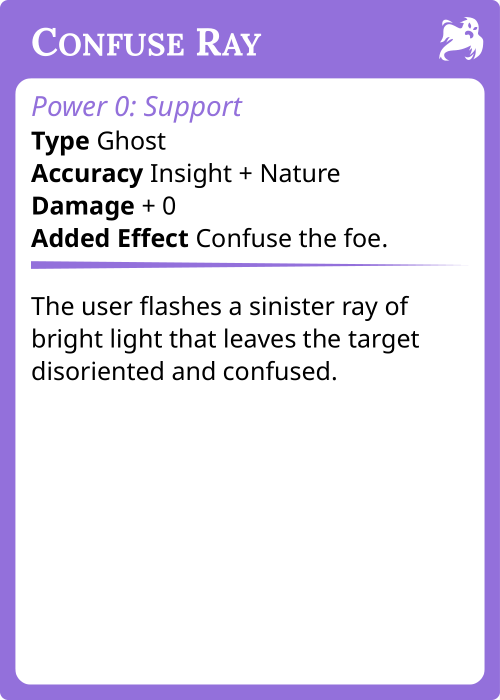 Confuse Ray
Power 0: Support
Type Ghost
Accuracy Insight + Nature
Damage + 0
Added Effect Confuse the foe.
The user flashes a sinister ray of
bright light that leaves the target
disoriented and confused.